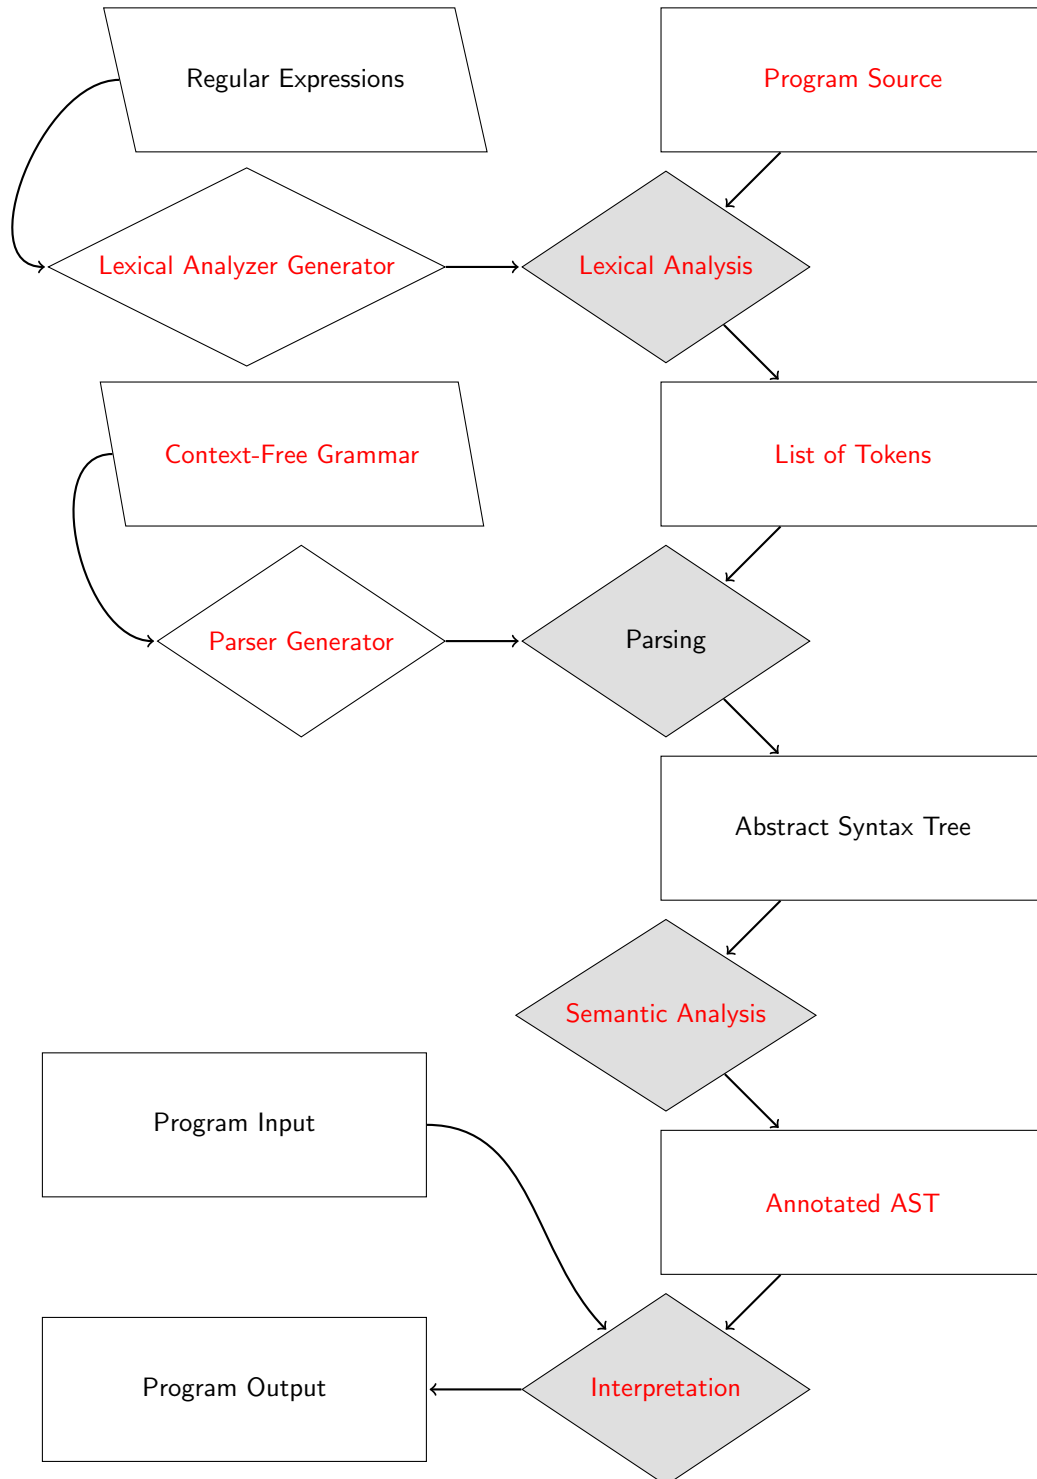 Regular Expressions
Program Source
Lexical Analyzer Generator
Lexical Analysis
Context-Free Grammar
List of Tokens
Parser Generator
Parsing
Abstract Syntax Tree
Semantic Analysis
Program Input
Annotated AST
Program Output
Interpretation